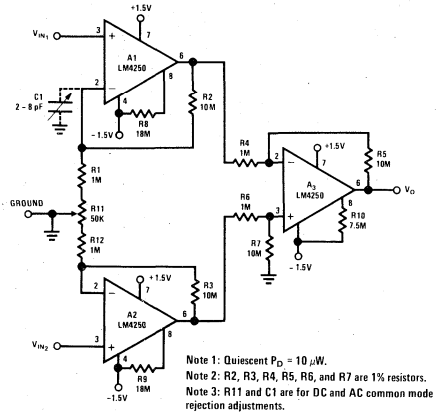 +1.5V
VIN1
3
+
7
A1
LM4250
6
2
−
8
4
C1
2 – 8 pF
R2
10M
R8
18M
– 1.5V
R1
1M
GROUND
R11
50K
R12
1M
R4
1M
R5
10M
+1.5V
2
−
7
A3
LM4250
6
VO
R6
1M
3
+
8
4
R10
7.5M
R7
10M
– 1.5V
+ 1.5V
R3
10M
2
−
7
A2
LM4250
6
VIN2
3
+
8
4
– 1.5V
R9
18M
Note 1: Quiescent PD = 10 µW.
Note 2: R2, R3, R4, R5, R6, and R7 are 1% resistors.
Note 3: R11 and C1 are for DC and AC common mode
rejection adjustments.